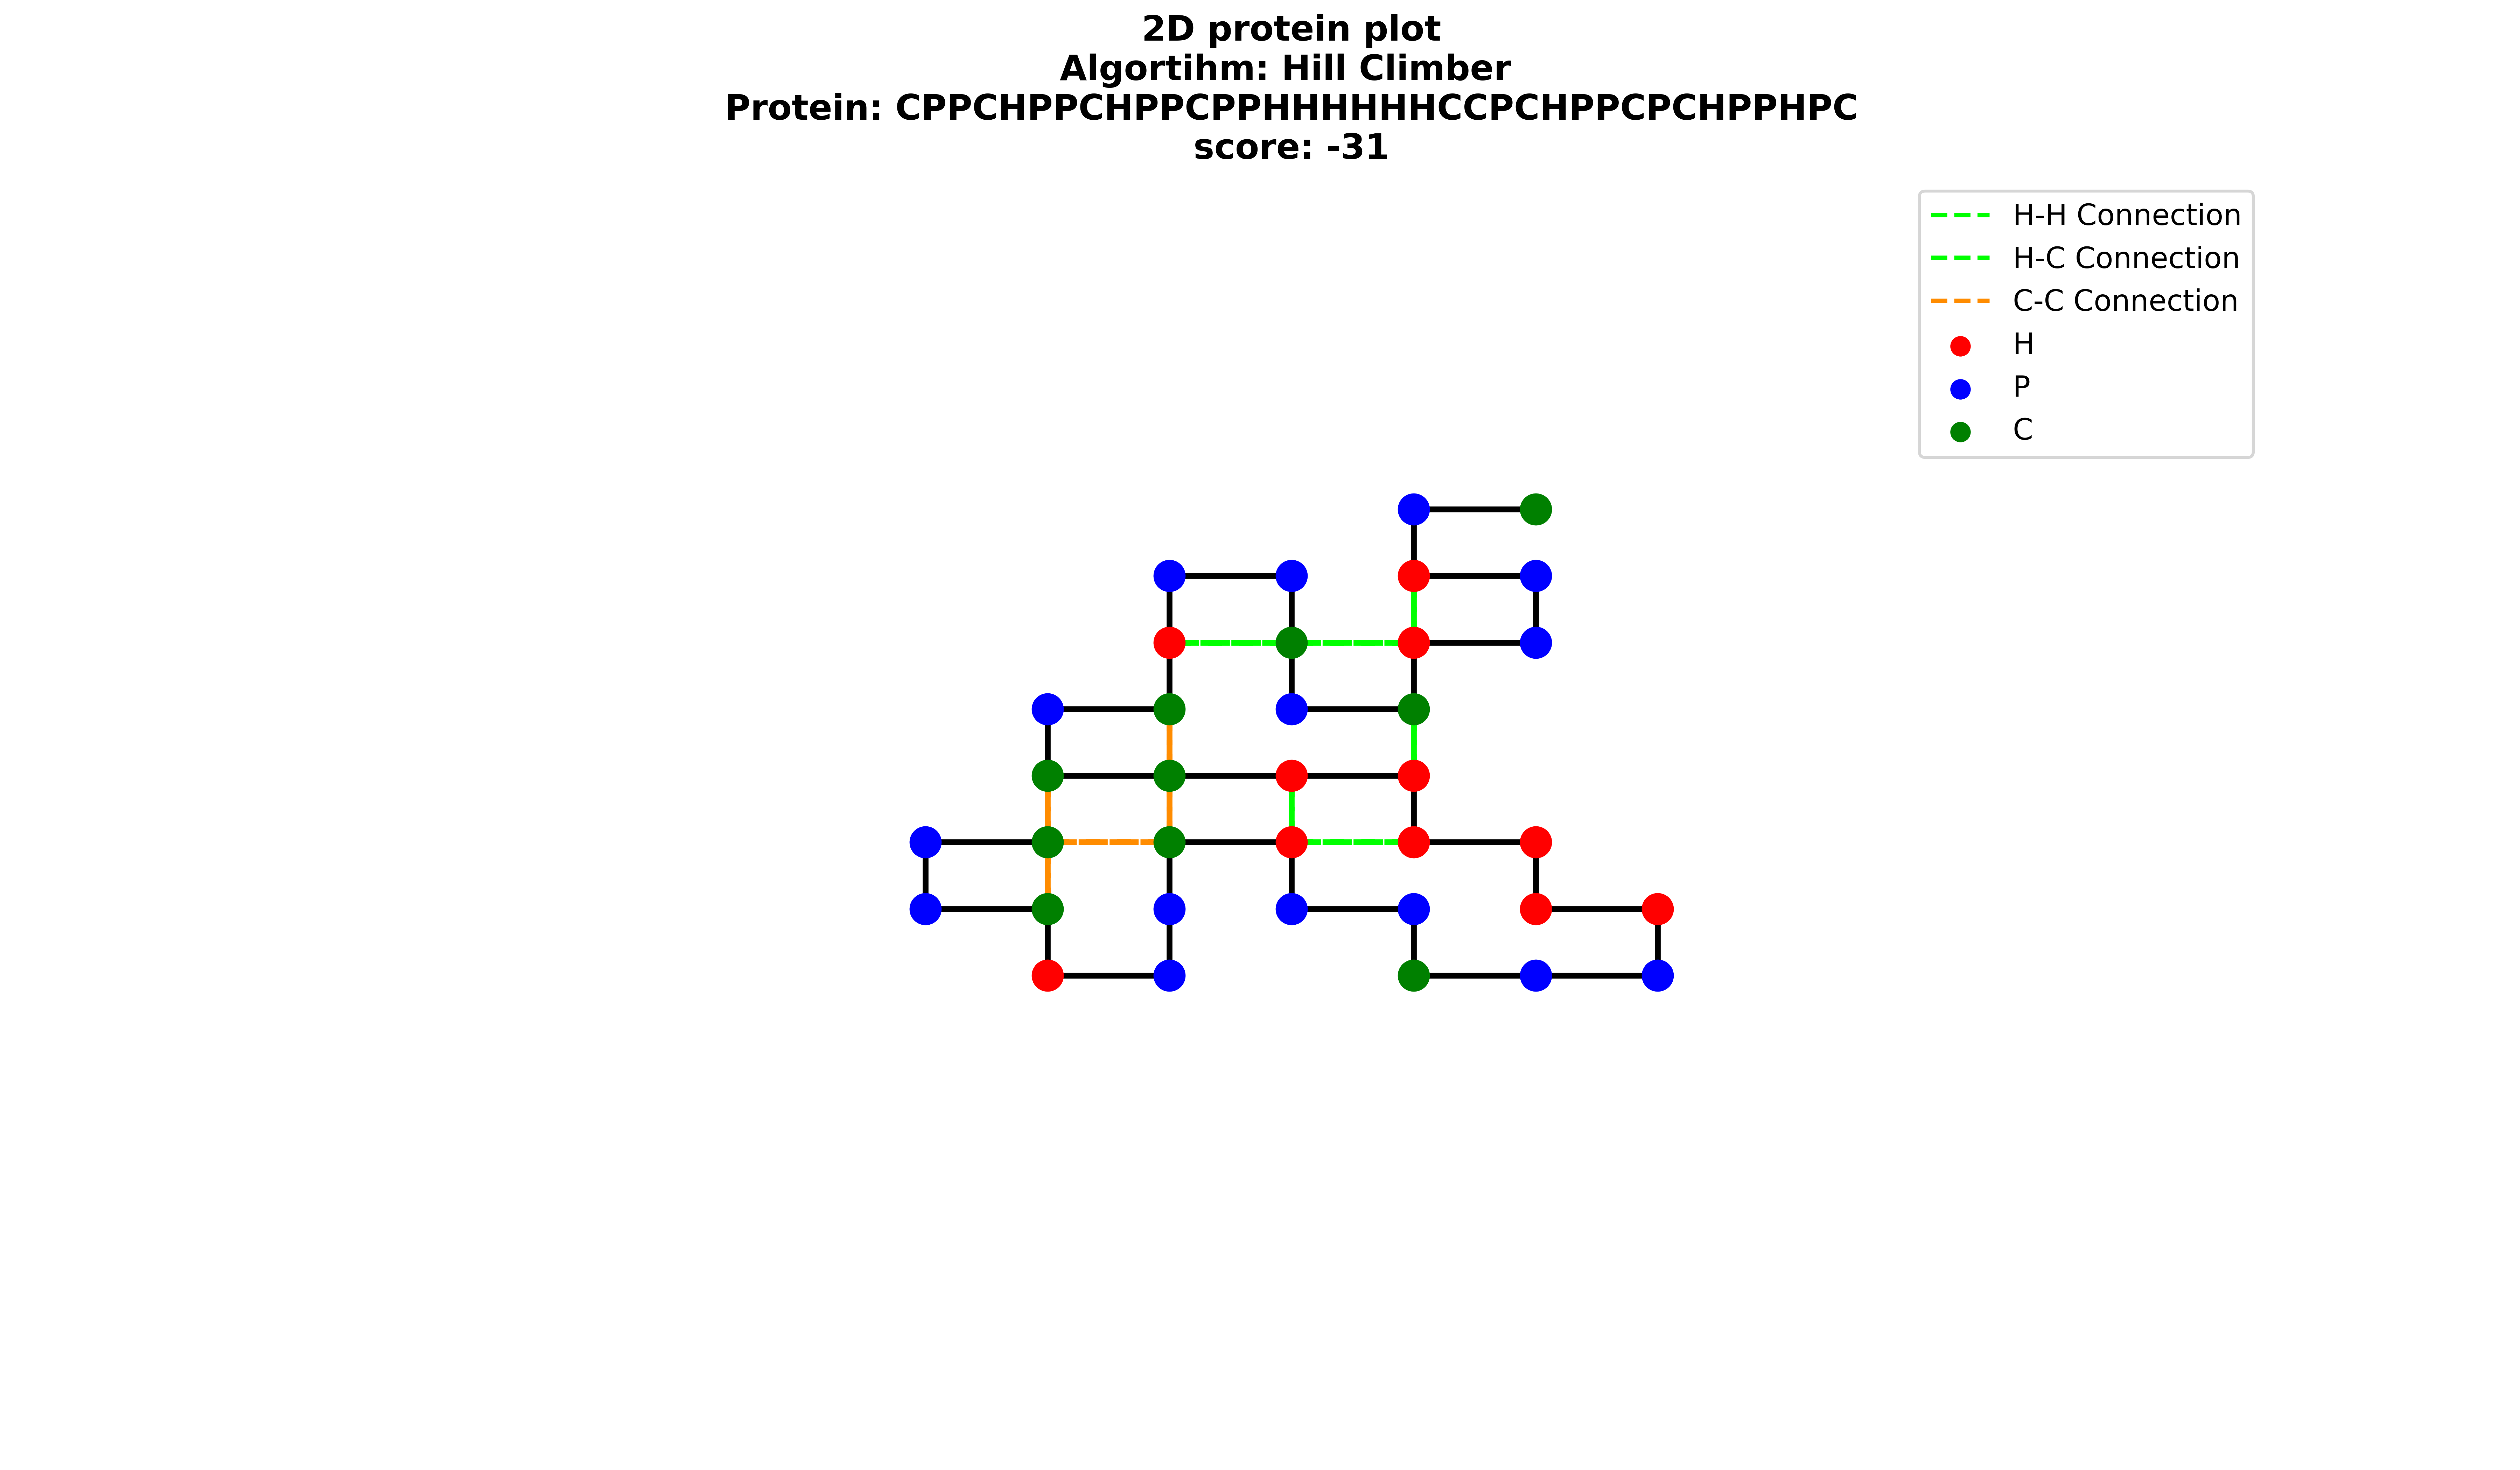 2D protein plot
Algortihm: Hill Climber
Protein: CPPCHPPCHPPCPPHHHHHHCCPCHPPCPCHPPHPC
score: -31
H-H Connection
H-C Connection
C-C Connection
H
P
C